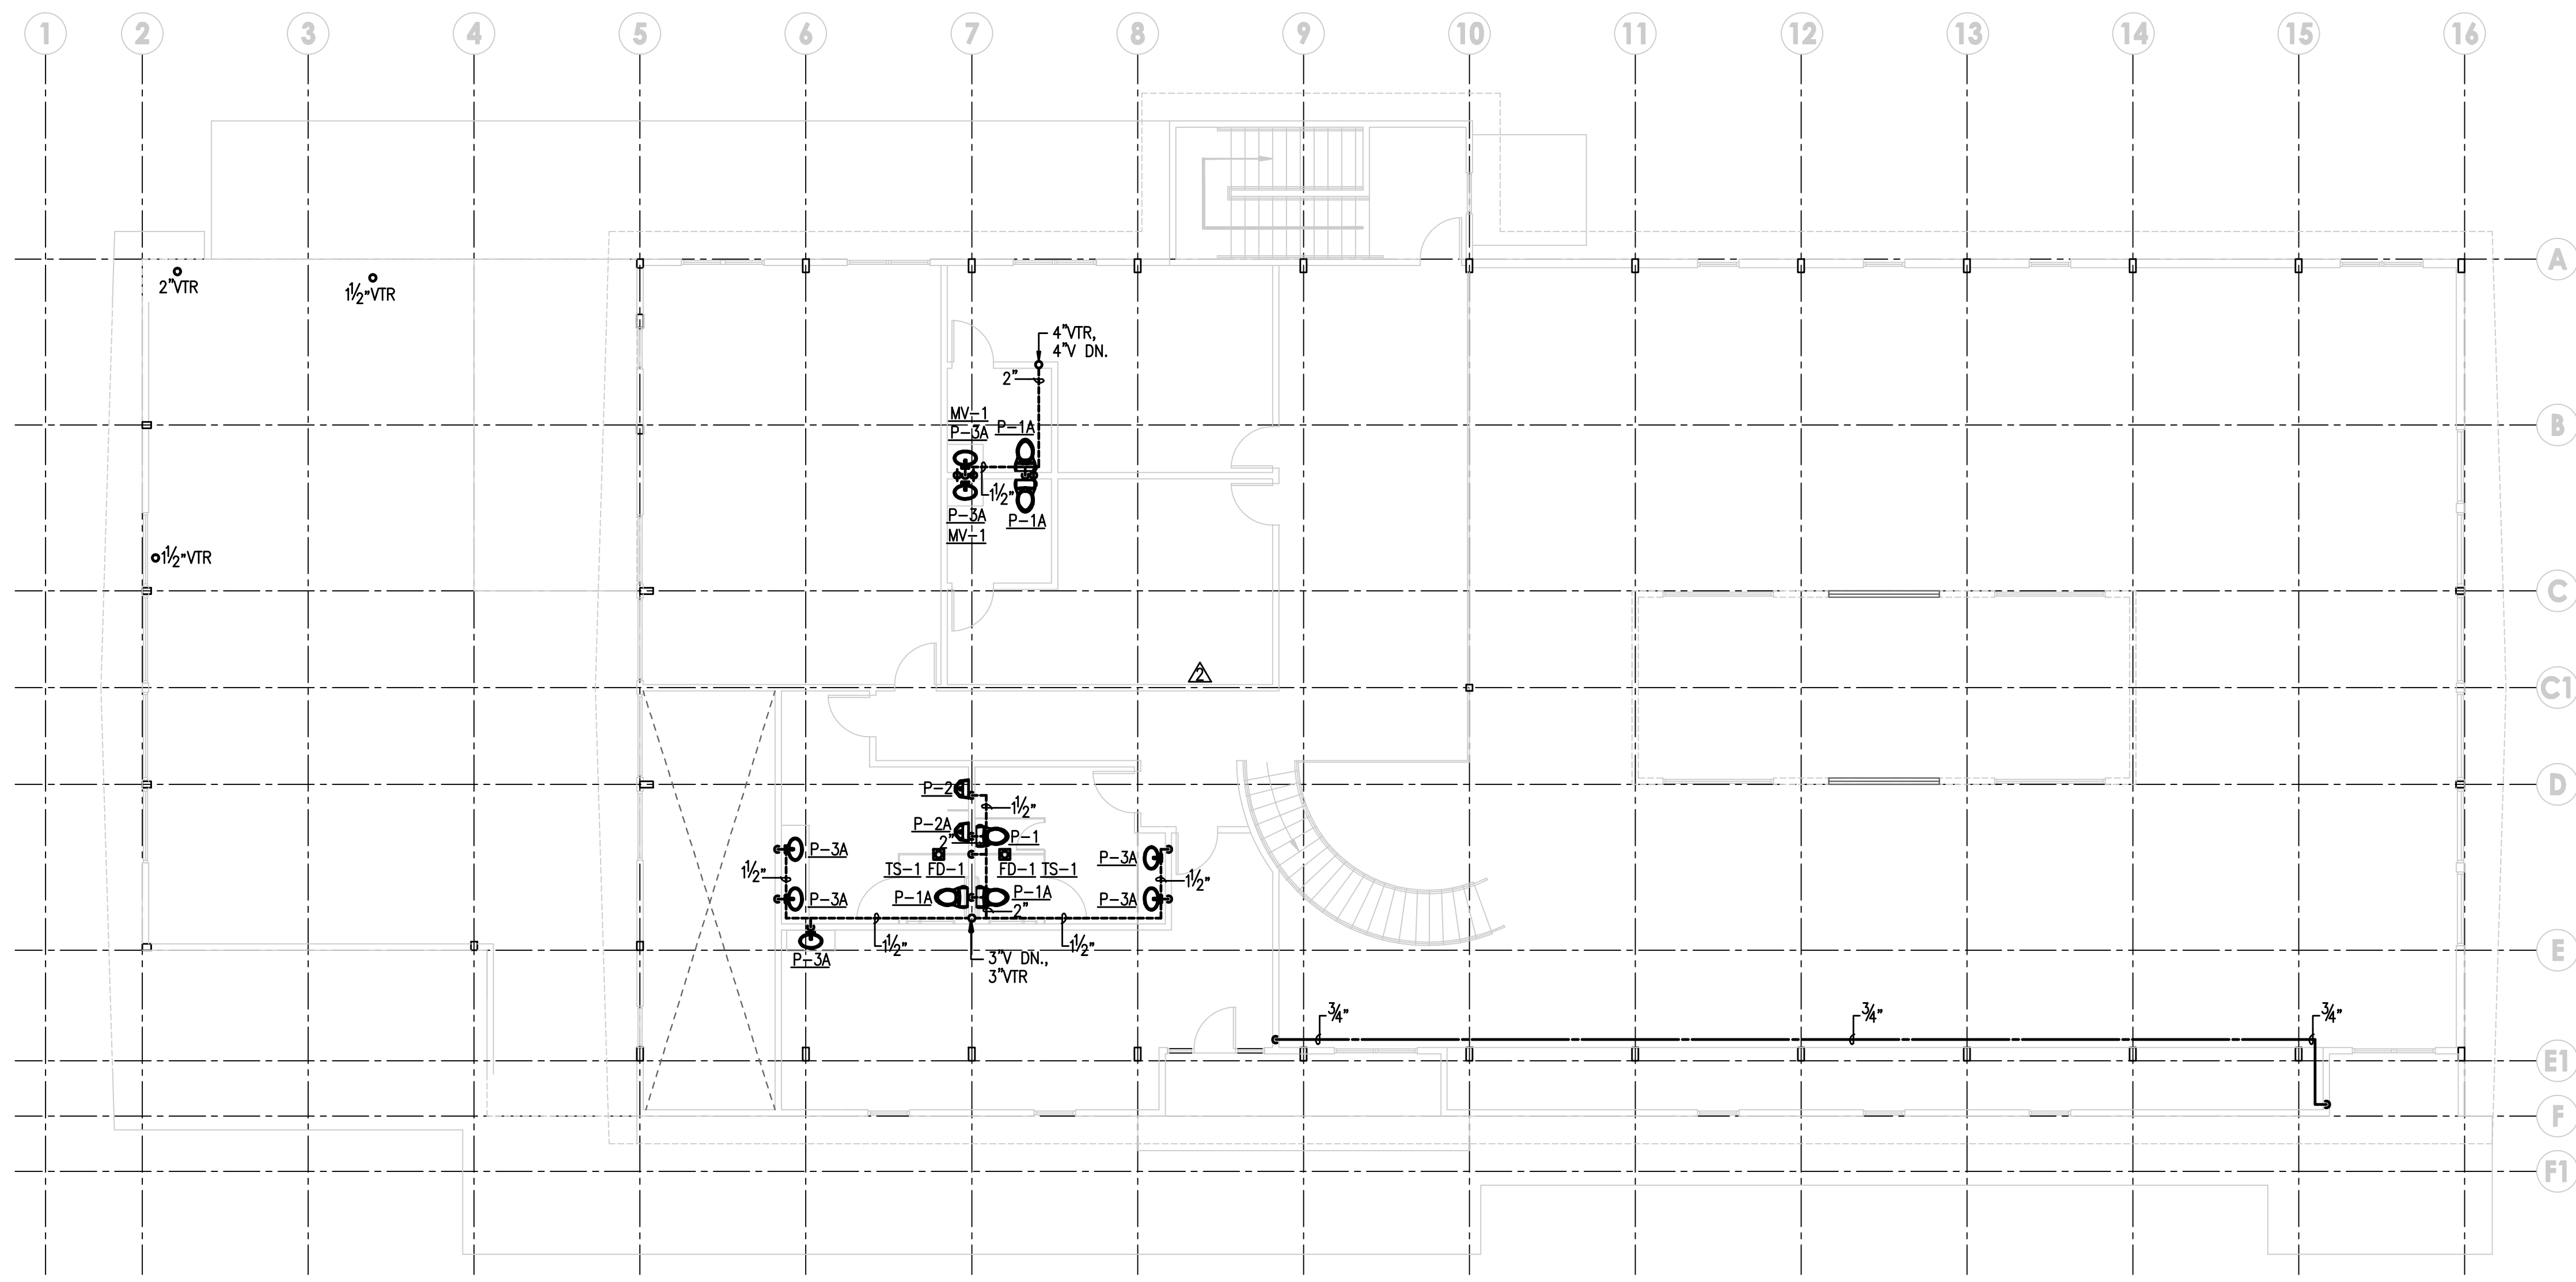 1
2
3
4
5
6
7
8
9
10
11
12
13
14
15
16
A
2"VTR
1½"VTR
4"VTR,
4"V DN.
2"
MV-1
P-3A
P-1A
B
1½"
P-3A
P-1A
MV-1
1½"VTR
C
2
C1
P-2
D
1½"
P-2A
2"
P-1
P-3A
P-3A
TS-1 FD-1
FD-1 TS-1
1½"
1½"
P-3A
P-1A
P-1A
P-3A
2"
1½"
1½"
P-3A
3"V DN.,
3"VTR
E
¾"
¾"
¾"
E1
F
F1